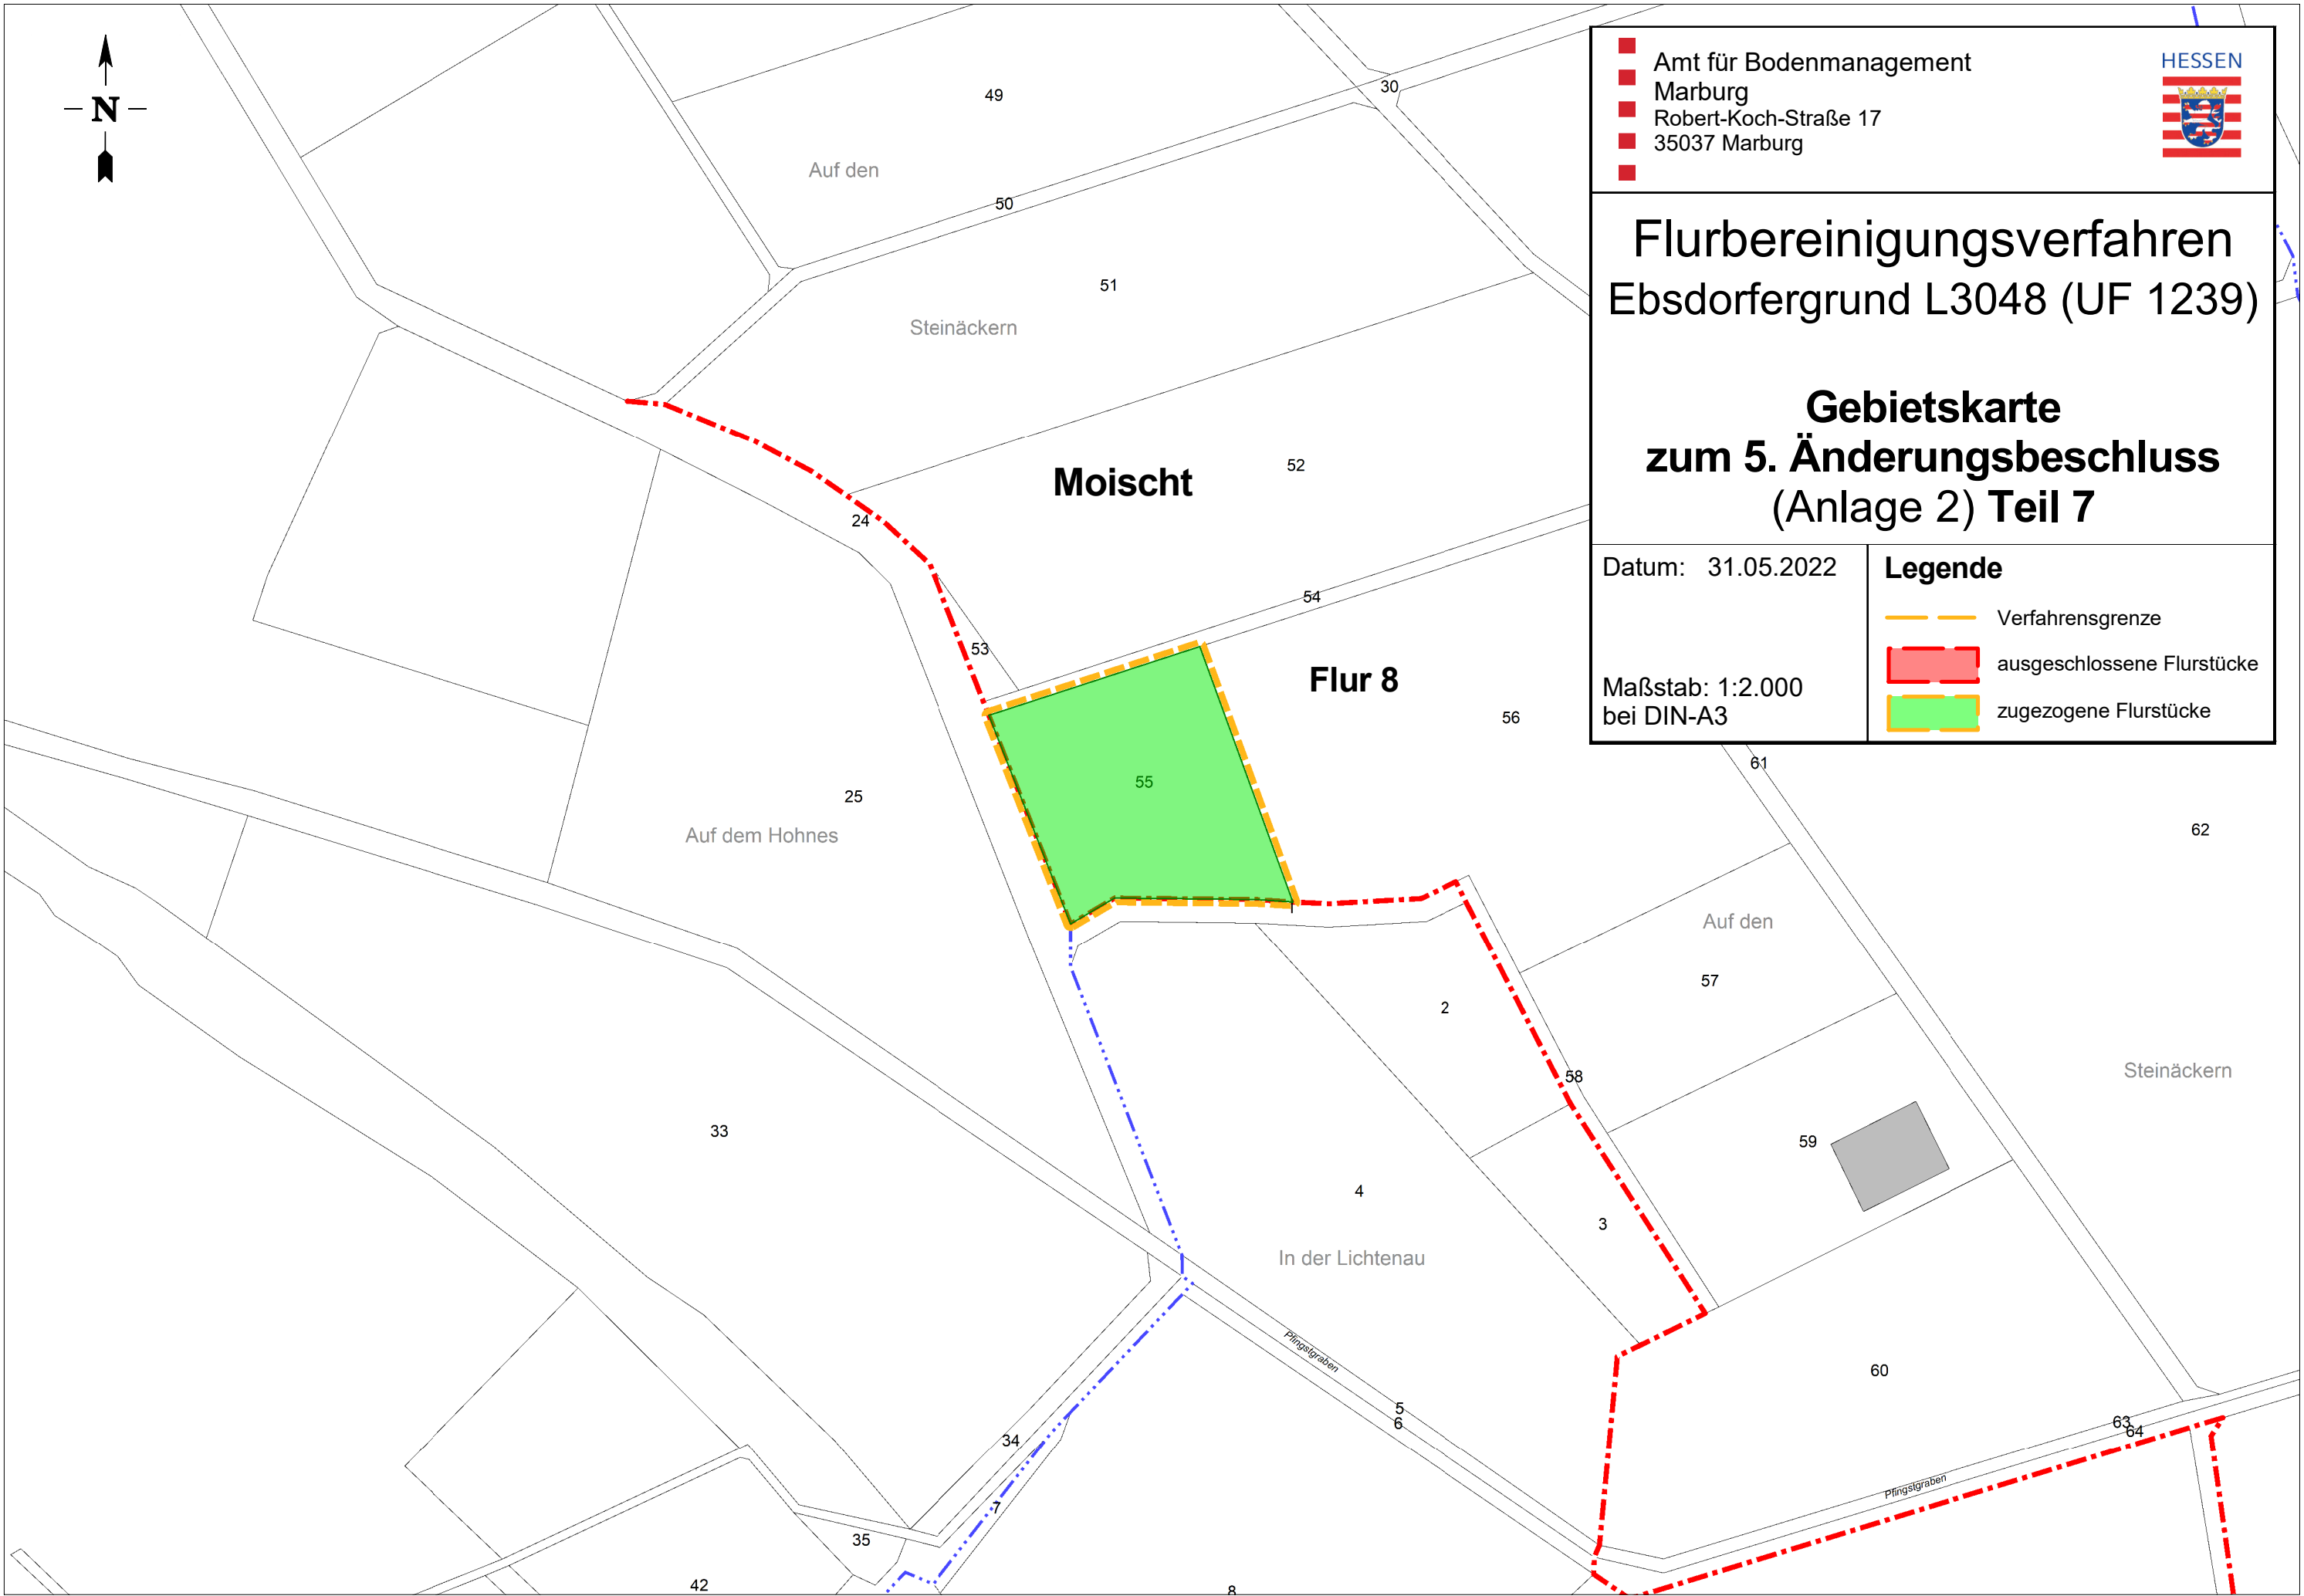 N
Amt für Bodenmanagement
Marburg
Robert-Koch-Straße 17
35037 Marburg
HESSEN
Flurbereinigungsverfahren
Ebsdorfergrund L3048 (UF 1239)
Gebietskarte
zum 5. Änderungsbeschluss
(Anlage 2) Teil 7
Datum: 31.05.2022
Maßstab: 1:2.000
bei DIN-A3
Legende
Verfahrensgrenze
ausgeschlossene Flurstücke
zugezogene Flurstücke
30
49
Auf den
50
51
Steinäckern
52
Moischt
24
54
53
Flur 8
56
61
55
25
62
Auf dem Hohnes
Auf den
57
2
Steinäckern
58
33
59
4
3
In der Lichtenau
Pfingstgraben
60
5
6
63
64
34
Pfingstgraben
7
35
42
8